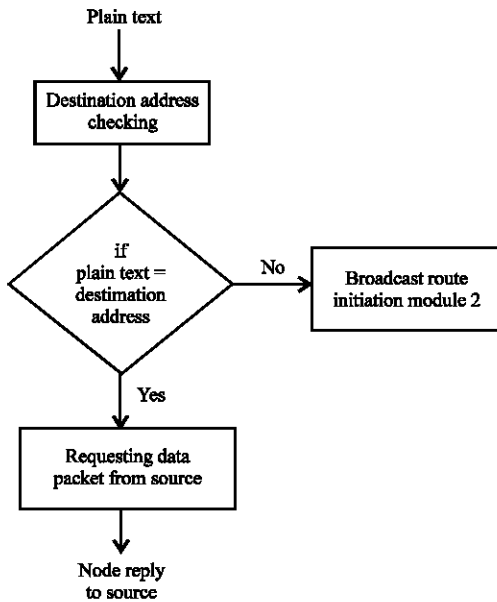 Plain text
Destination address
checking
if
plain text =
destimation
address
No
Broadcast route
initiation module 2
Yes
Requesting data
packet from source
Node reply
to source